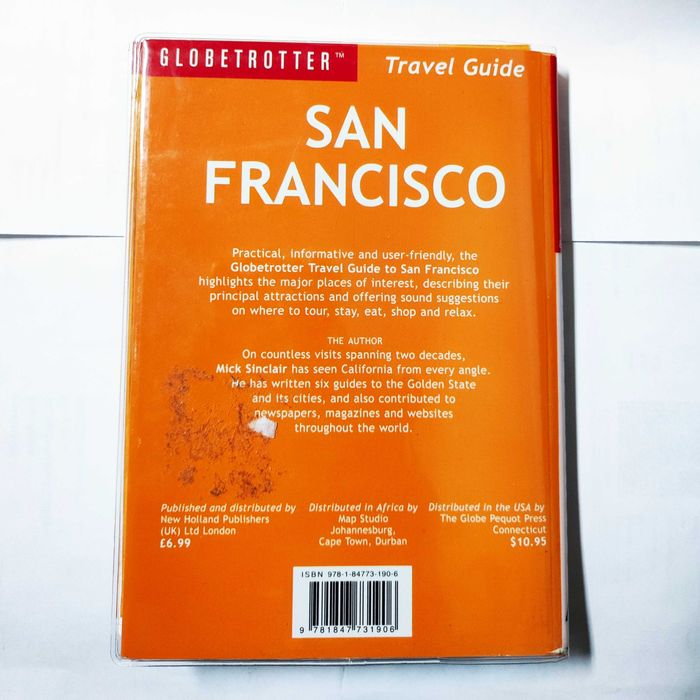 GLOBETROTTER™
Travel Guide
SAN
FRANCISCO
Practical, informative and user-friendly, the
Globetrotter Travel Guide to San Francisco
highlights the major places of interest, describing their
principal attractions and offering sound suggestions
on where to tour, stay, eat, shop and relax.
THE AUTHOR
On countless visits spanning two decades,
Mick Sinclair has seen California from every angle.
He has written six guides to the Golden State
and its cities, and also contributed to
newspapers, magazines and websites
throughout the world.
Published and distributed by
New Holland Publishers
(UK) Ltd London
£6.99
Distributed in Africa by
Map Studio
Johannesburg,
Cape Town, Durban
Distributed in the USA by
The Globe Pequot Press
Connecticut
$10.95
ISBN 978-1-84773-190-6
9 781847 731906